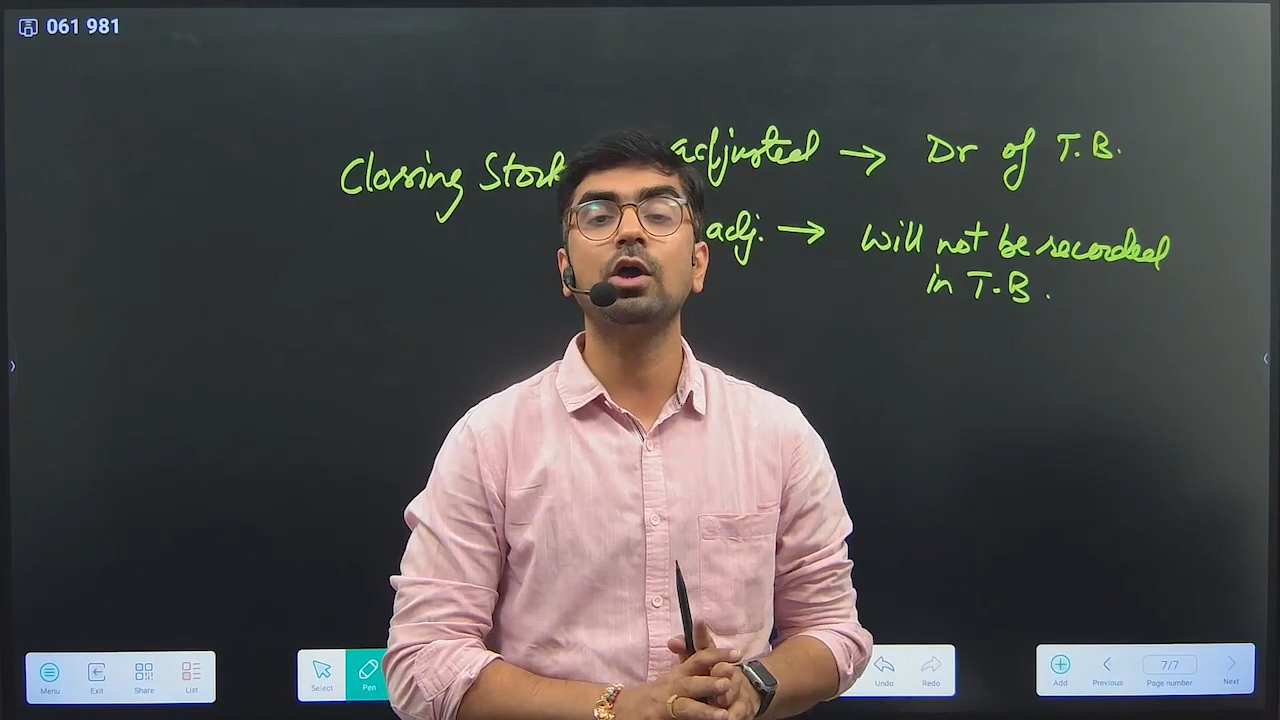 061 981
Closing Stock adjusted → Dr of T.B.
adj. → will not be recorded
in T.B.
Menu Exit Share List
Select Pen
Undo Redo
Add Previous 7/7 Page number Next